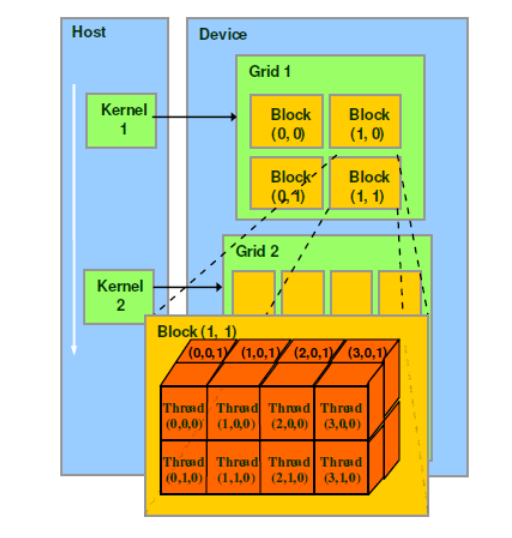 Host
Device
Grid 1
Kernel
1
Block
(0, 0)
Block
(1, 0)
Block
(0, 1)
Block
(1, 1)
Grid 2
Kernel
2
Block (1, 1)
(0,0,1) (1,0,1) (2,0,1) (3,0,1)
Thread Thread Thread Thread
(0,0,0) (1,0,0) (2,0,0) (3,0,0)
Thread Thread Thread Thread
(0,1,0) (1,1,0) (2,1,0) (3,1,0)